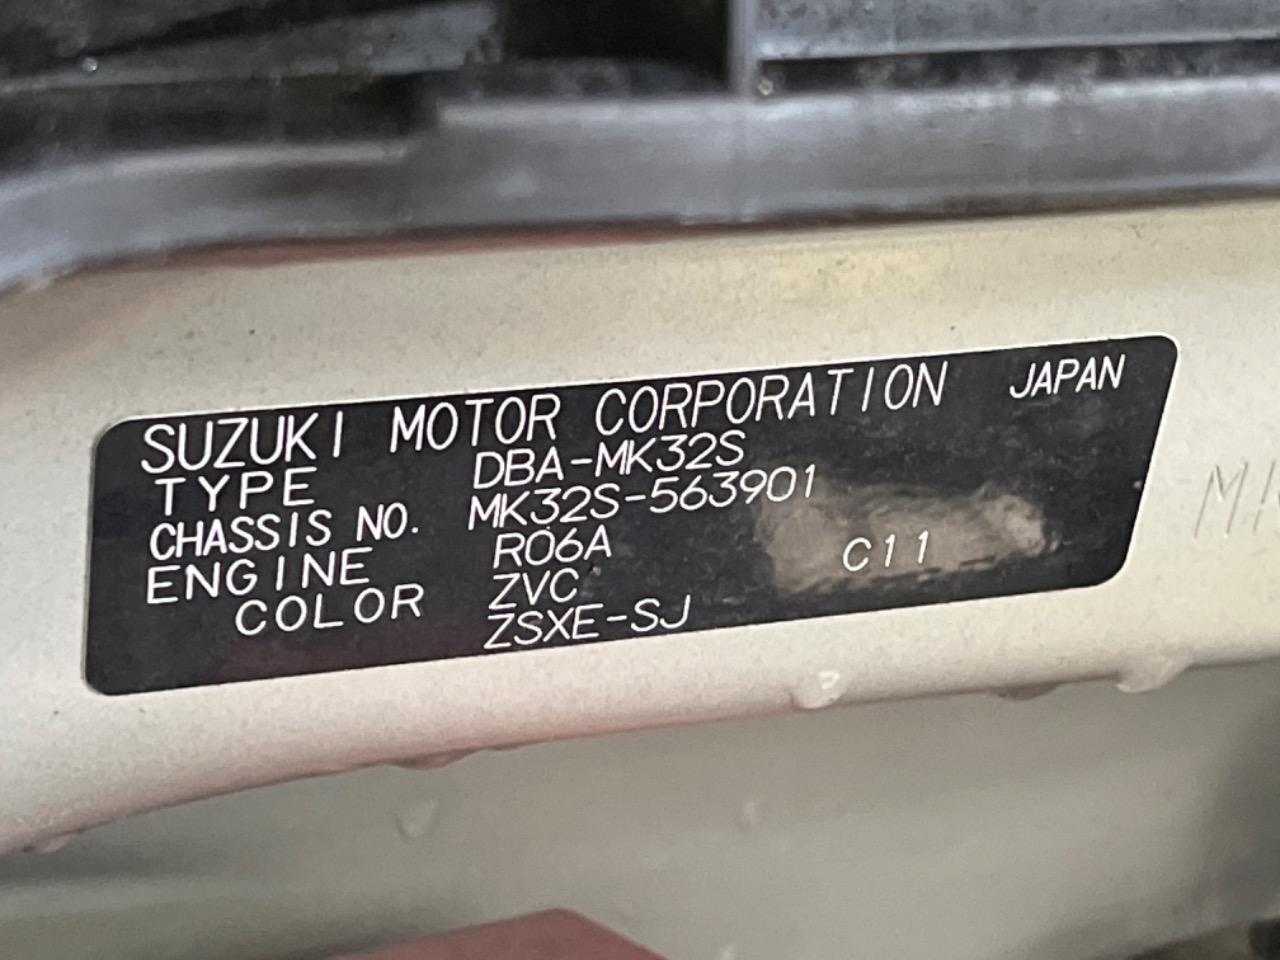 SUZUKI MOTOR CORPORATION JAPAN
TYPE DBA-MK32S
CHASSIS NO. MK32S-563901
ENGINE R06A
COLOR ZVC C11
ZSXE-SJ